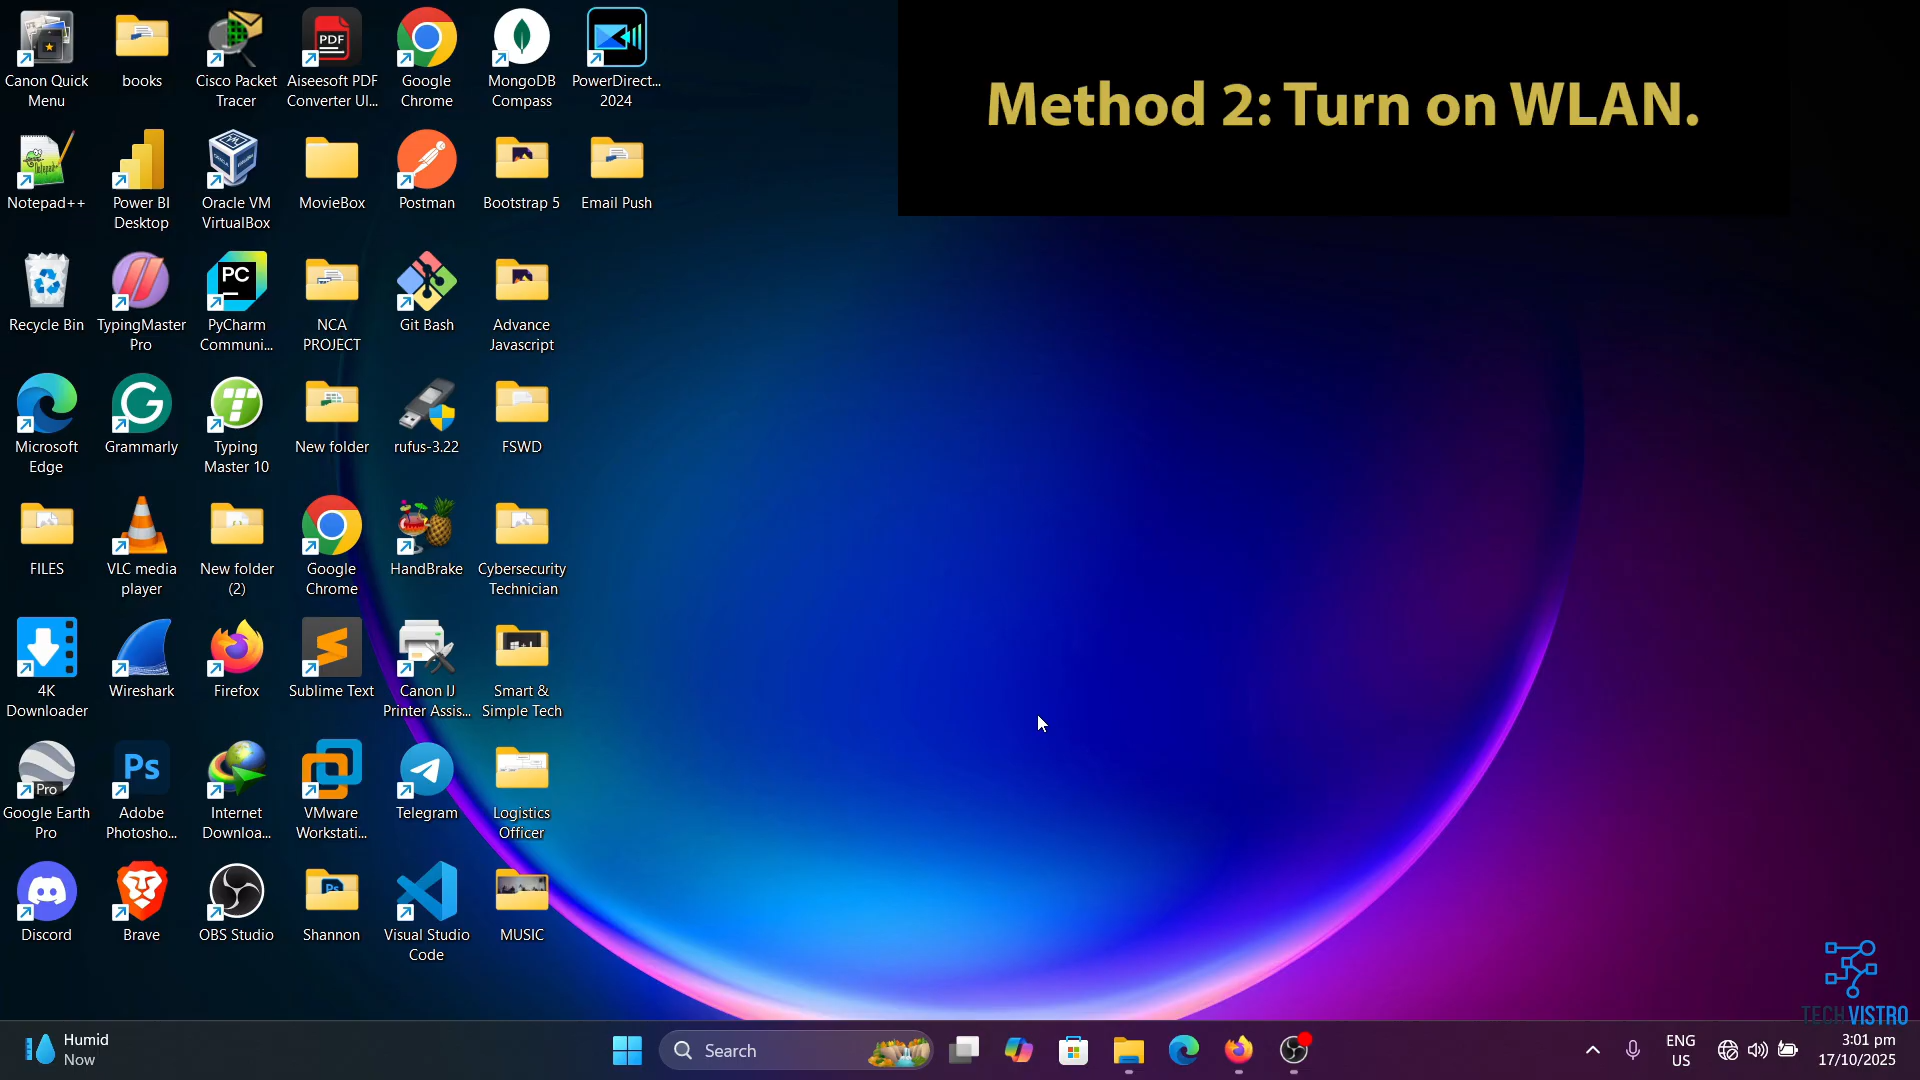 Method 2: Turn on WLAN.
Canon Quick
Menu
books
Cisco Packet
Tracer
PDF
Aiseesoft PDF
Converter Ul...
Google
Chrome
MongoDB
Compass
PowerDirect...
2024
Notepad++
Power BI
Desktop
Oracle VM
VirtualBox
MovieBox
Postman
Bootstrap 5
Email Push
Recycle Bin
TypingMaster
Pro
PC
PyCharm
Communi...
NCA
PROJECT
Git Bash
Advance
Javascript
Microsoft
Edge
Grammarly
Typing
Master 10
New folder
rufus-3.22
FSWD
FILES
VLC media
player
New folder
(2)
Google
Chrome
HandBrake
Cybersecurity
Technician
4K
Downloader
Wireshark
Firefox
Sublime Text
Canon IJ
Printer Assis...
Smart &
Simple Tech
Pro
Google Earth
Pro
Ps
Adobe
Photosho...
Internet
Downloa...
VMware
Workstati...
Telegram
Logistics
Officer
Discord
Brave
OBS Studio
Ps
Shannon
Visual Studio
Code
MUSIC
TECH VISTRO
Humid
Now
Search
ENG
US
3:01 pm
17/10/2025